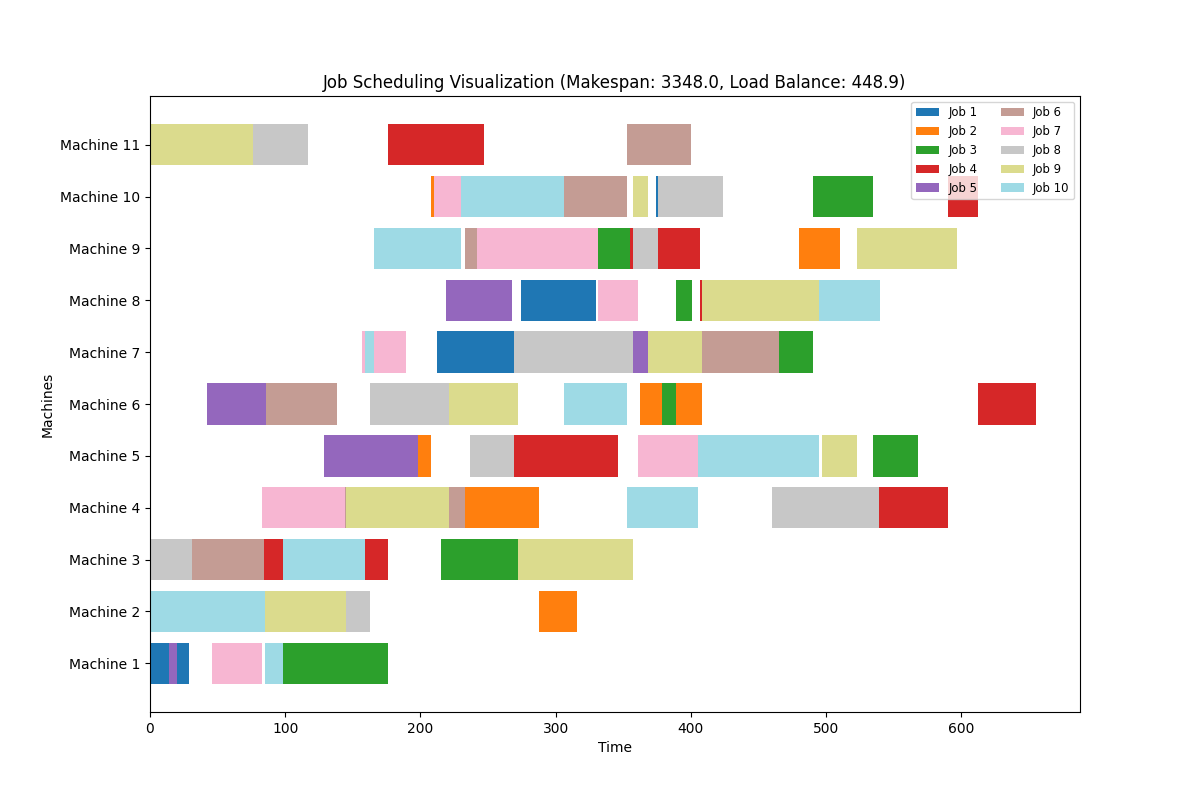 Job Scheduling Visualization (Makespan: 3348.0, Load Balance: 448.9)
Job 1
Job 2
Job 3
Job 4
Job 5
Job 6
Job 7
Job 8
Job 9
Job 10
Machines
Machine 11
Machine 10
Machine 9
Machine 8
Machine 7
Machine 6
Machine 5
Machine 4
Machine 3
Machine 2
Machine 1
0 100 200 300 400 500 600
Time